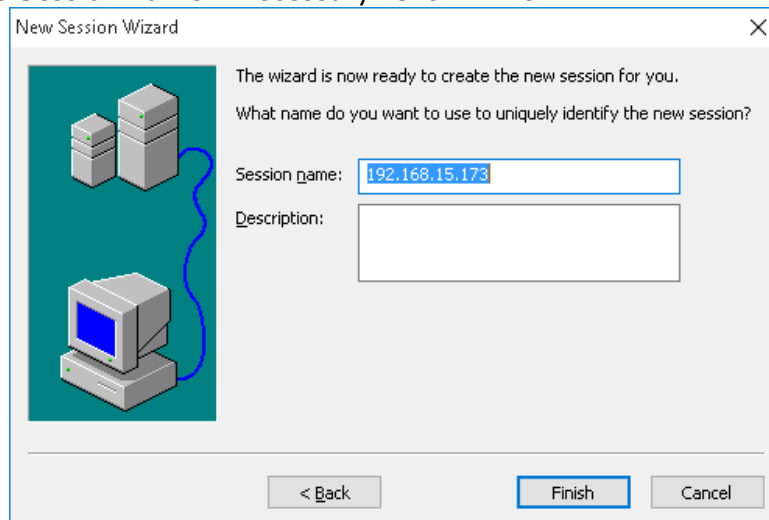 New Session Wizard
The wizard is now ready to create the new session for you.
What name do you want to use to uniquely identify the new session?
Session name: 192.168.15.173
Description:
< Back Finish Cancel